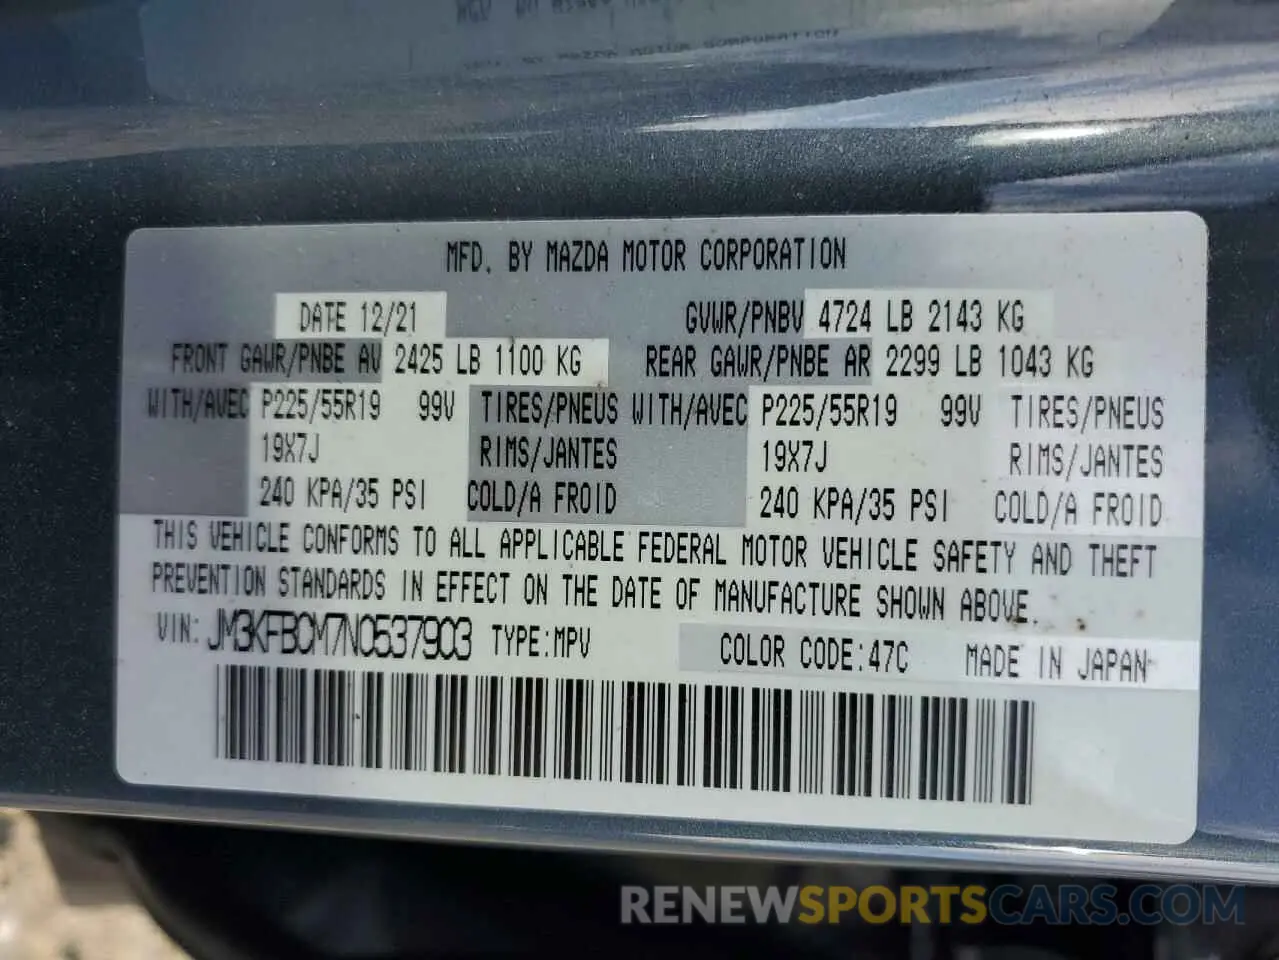 MFD. BY MAZDA MOTOR CORPORATION
DATE 12/21 GVWR/PNBV 4724 LB 2143 KG
FRONT GAWR/PNBE AV 2425 LB 1100 KG REAR GAWR/PNBE AR 2299 LB 1043 KG
WITH/AVEC P225/55R19 99V TIRES/PNEUS WITH/AVEC P225/55R19 99V TIRES/PNEUS
19X7J RIMS/JANTES 19X7J RIMS/JANTES
240 KPA/35 PSI COLD/A FROID 240 KPA/35 PSI COLD/A FROID
THIS VEHICLE CONFORMS TO ALL APPLICABLE FEDERAL MOTOR VEHICLE SAFETY AND THEFT
PREVENTION STANDARDS IN EFFECT ON THE DATE OF MANUFACTURE SHOWN ABOVE.
VIN: JM3KFBCM7N0537903 TYPE:MPV COLOR CODE:47C MADE IN JAPAN
RENEWSPORTSCARS.COM